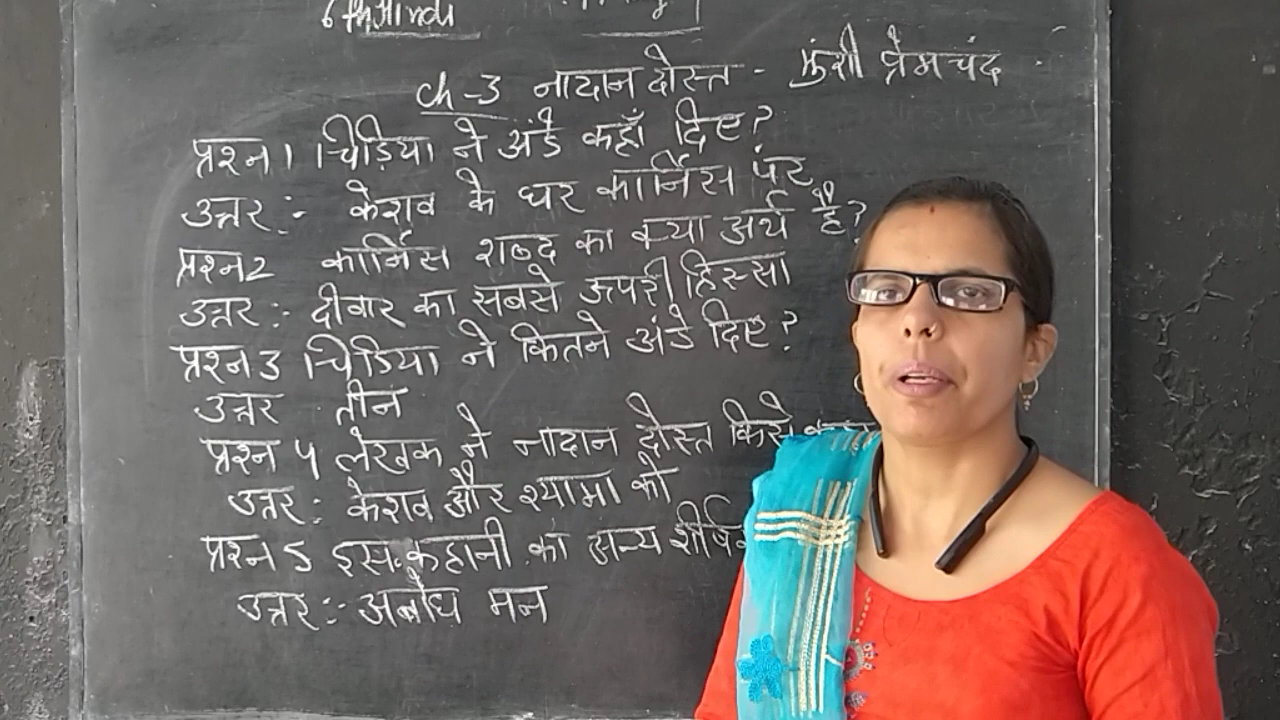 6th Hindi
ch-3 नादान दोस्त - मुंशी प्रेमचंद
प्रश्न1 चिड़िया ने अंडे कहाँ दिए?
उत्तर:- केशव के घर कार्निस पर
प्रश्न2 कार्निस शब्द का क्या अर्थ है?
उत्तर:- दीवार का सबसे ऊपरी हिस्सा
प्रश्न3 चिडिया ने कितने अंडे दिए?
उत्तर तीन
प्रश्न 4 लेखक ने नादान दोस्त किसे
उत्तर: केशव और श्यामा को
प्रश्न 5 इस कहानी का अन्य
उत्तर:- अबोध मन